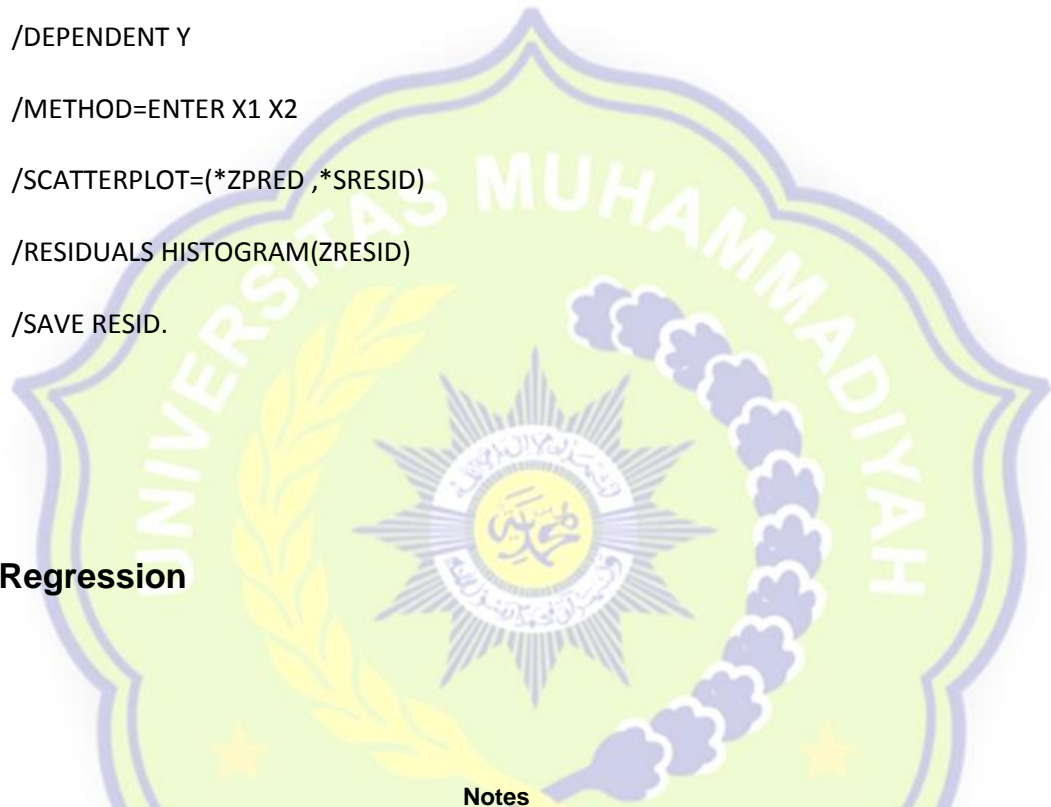 /DEPENDENT Y
/METHOD=ENTER X1 X2
/SCATTERPLOT=(*ZPRED ,*SRESID)
/RESIDUALS HISTOGRAM(ZRESID)
/SAVE RESID.
UNIVERSITAS MUHAMMADIYAH
Regression
Notes